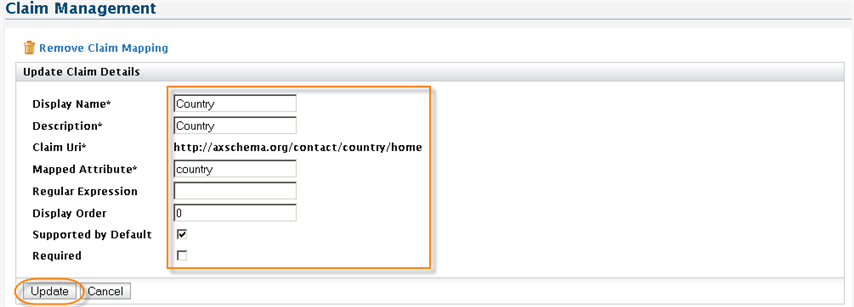 Claim Management
Remove Claim Mapping
Update Claim Details
Display Name* Country
Description* Country
Claim Uri* http://axschema.org/contact/country/home
Mapped Attribute* country
Regular Expression
Display Order 0
Supported by Default
Required
Update Cancel